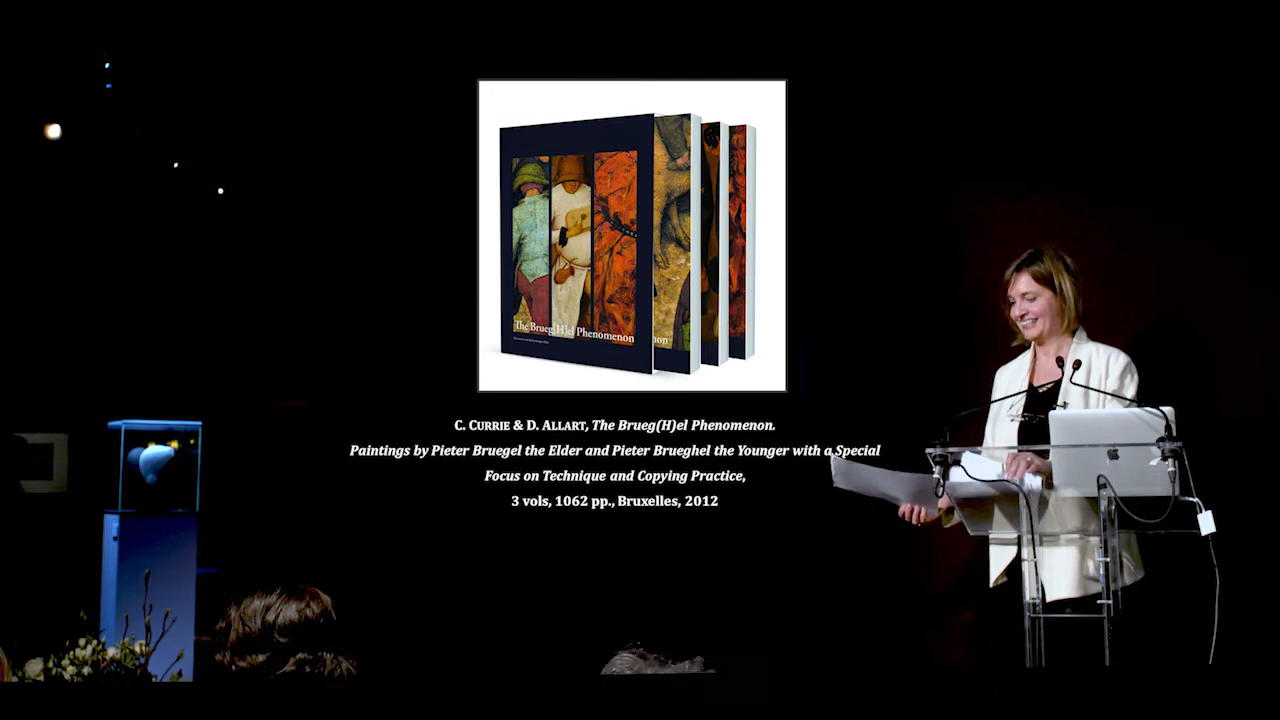 The Brueg[H]el Phenomenon
non
C. CURRIE & D. ALLART, The Brueg(H)el Phenomenon.
Paintings by Pieter Bruegel the Elder and Pieter Brueghel the Younger with a Special
Focus on Technique and Copying Practice,
3 vols, 1062 pp., Bruxelles, 2012